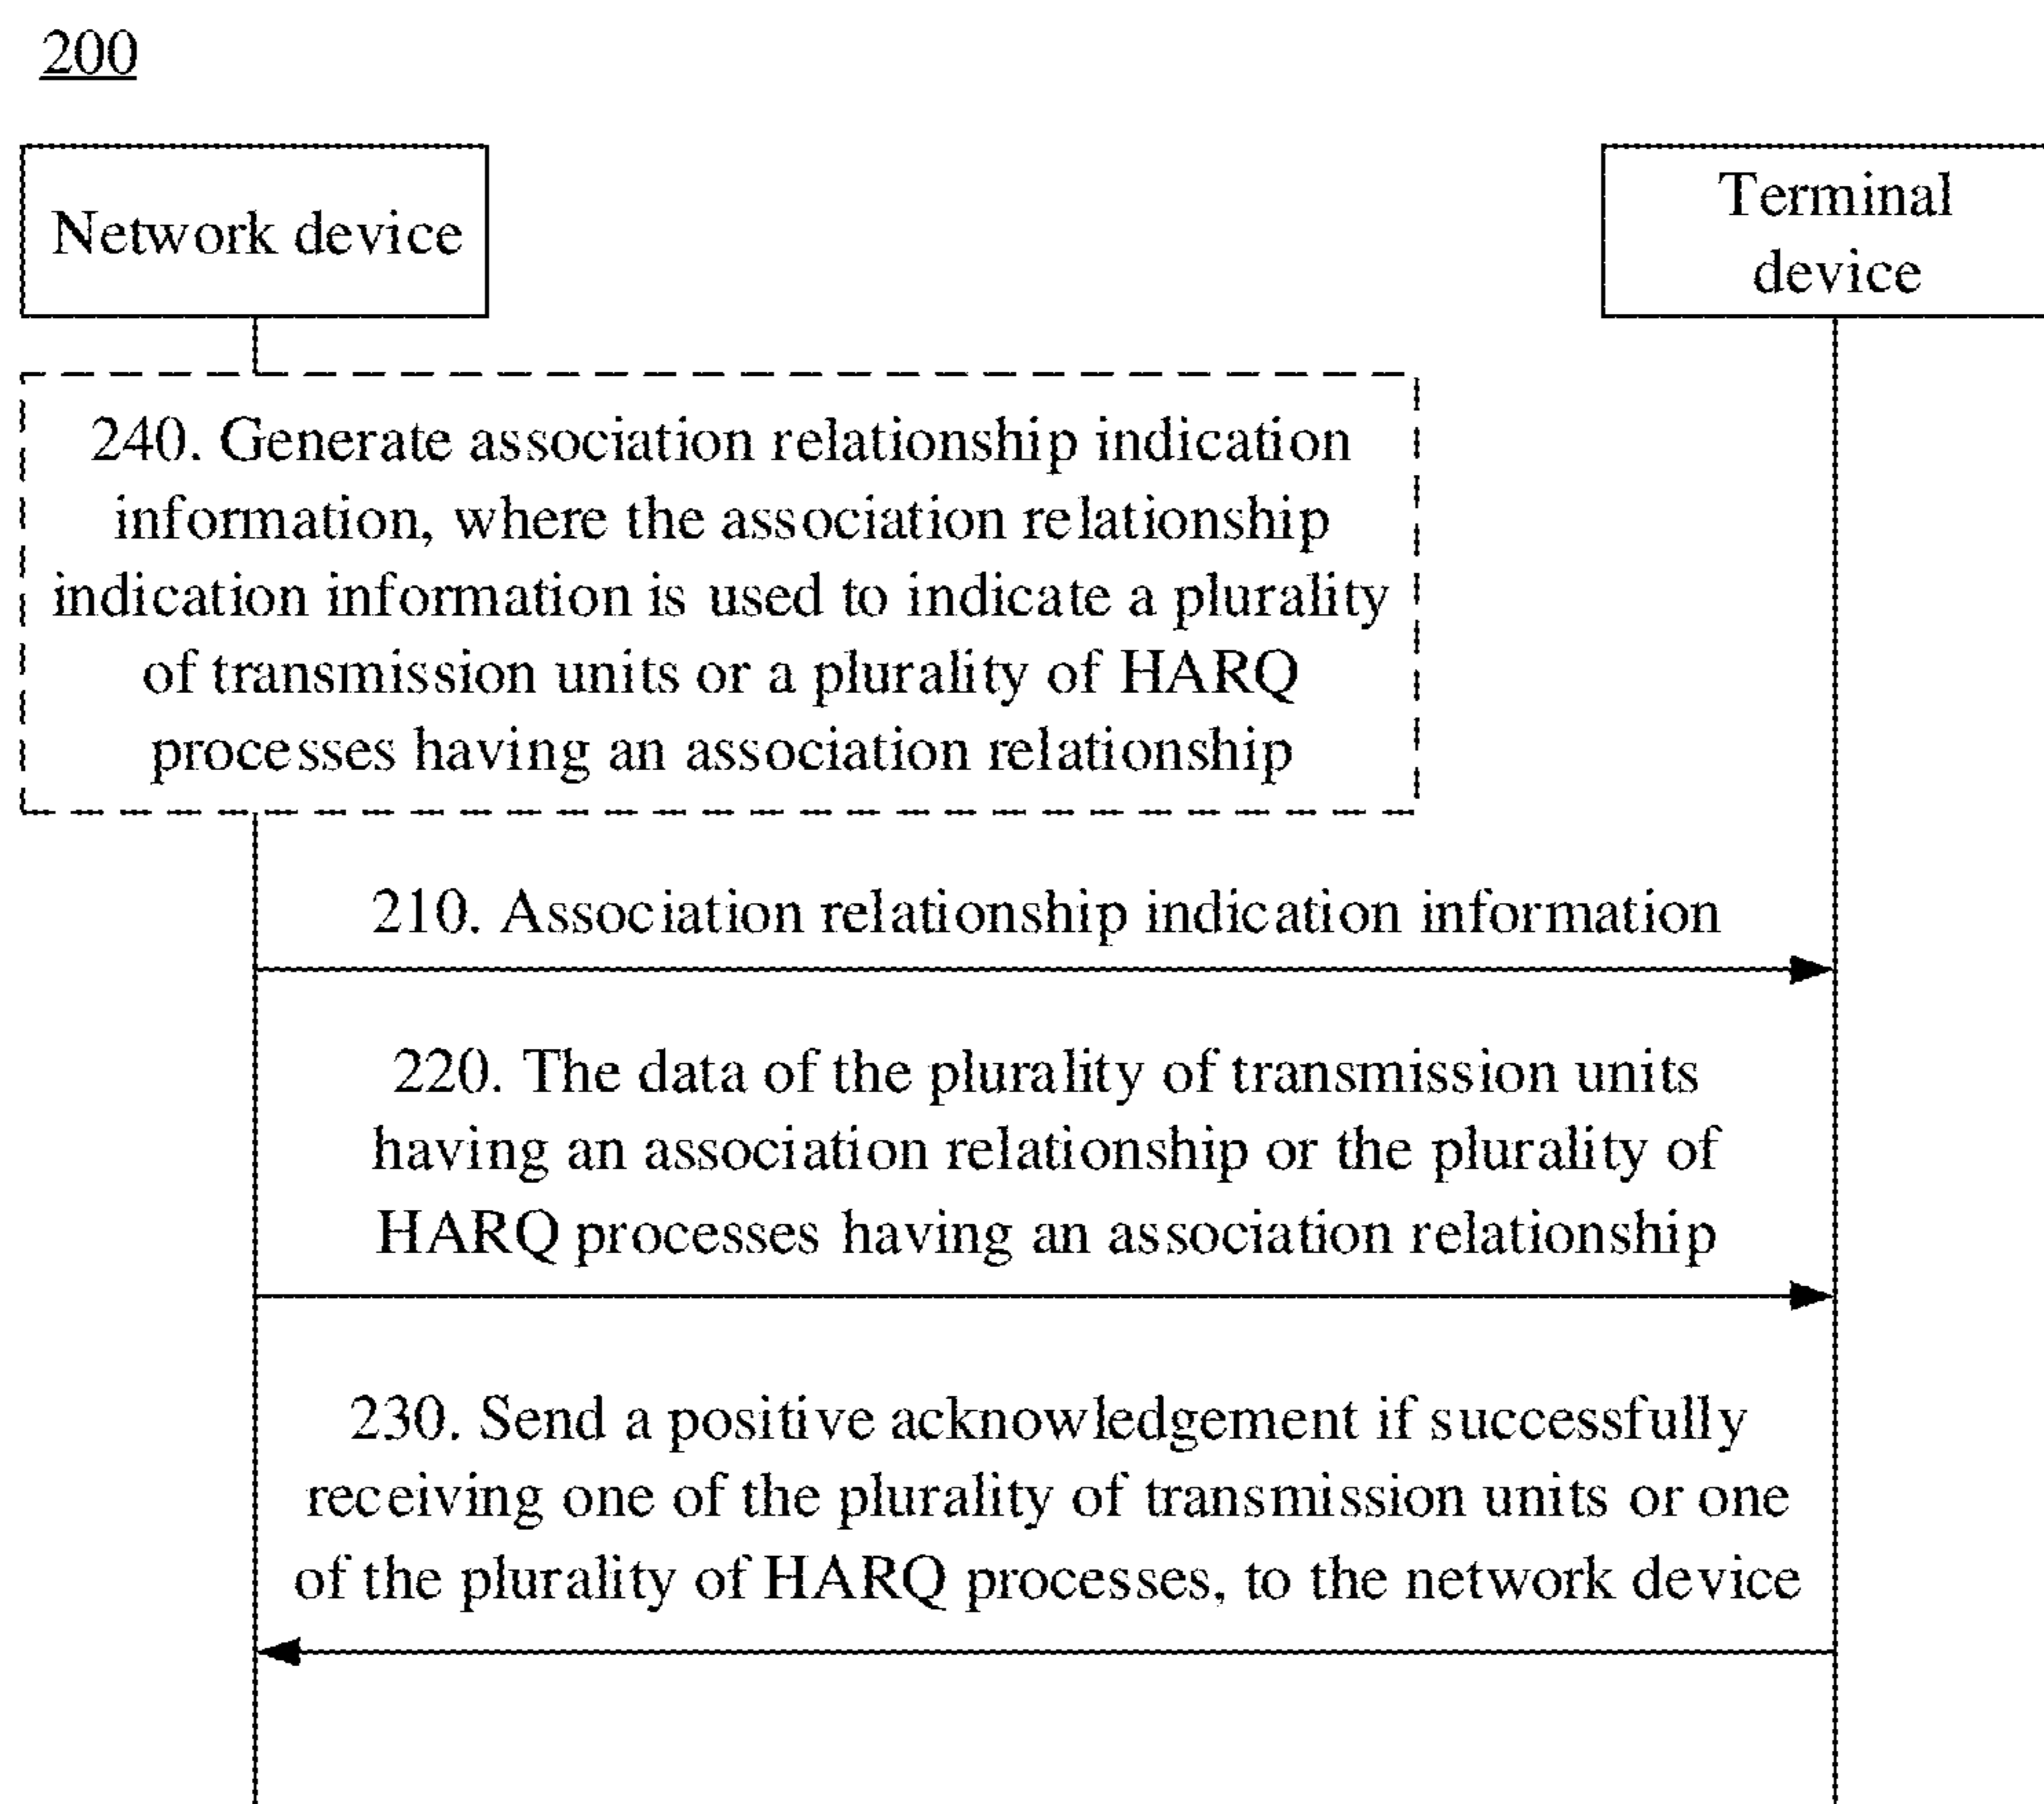 200
Network device
Terminal
device
240. Generate association relationship indication
information, where the association relationship
indication information is used to indicate a plurality
of transmission units or a plurality of HARQ
processes having an association relationship
210. Association relationship indication information
220. The data of the plurality of transmission units
having an association relationship or the plurality of
HARQ processes having an association relationship
230. Send a positive acknowledgement if successfully
receiving one of the plurality of transmission units or one
of the plurality of HARQ processes, to the network device